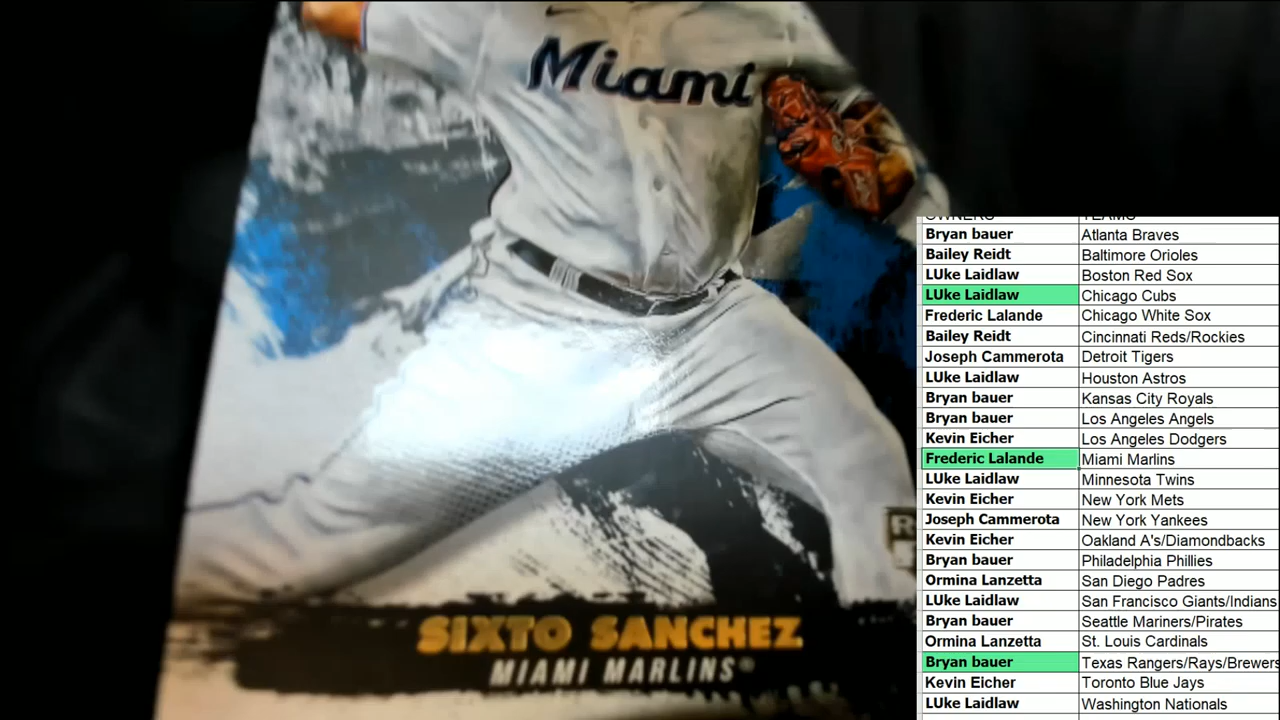 Miami
SIXTO SANCHEZ
MIAMI MARLINS®
R
OWNERS TEAMS
Bryan bauer Atlanta Braves
Bailey Reidt Baltimore Orioles
LUke Laidlaw Boston Red Sox
LUke Laidlaw Chicago Cubs
Frederic Lalande Chicago White Sox
Bailey Reidt Cincinnati Reds/Rockies
Joseph Cammerota Detroit Tigers
LUke Laidlaw Houston Astros
Bryan bauer Kansas City Royals
Bryan bauer Los Angeles Angels
Kevin Eicher Los Angeles Dodgers
Frederic Lalande Miami Marlins
LUke Laidlaw Minnesota Twins
Kevin Eicher New York Mets
Joseph Cammerota New York Yankees
Kevin Eicher Oakland A's/Diamondbacks
Bryan bauer Philadelphia Phillies
Ormina Lanzetta San Diego Padres
LUke Laidlaw San Francisco Giants/Indians
Bryan bauer Seattle Mariners/Pirates
Ormina Lanzetta St. Louis Cardinals
Bryan bauer Texas Rangers/Rays/Brewers
Kevin Eicher Toronto Blue Jays
LUke Laidlaw Washington Nationals